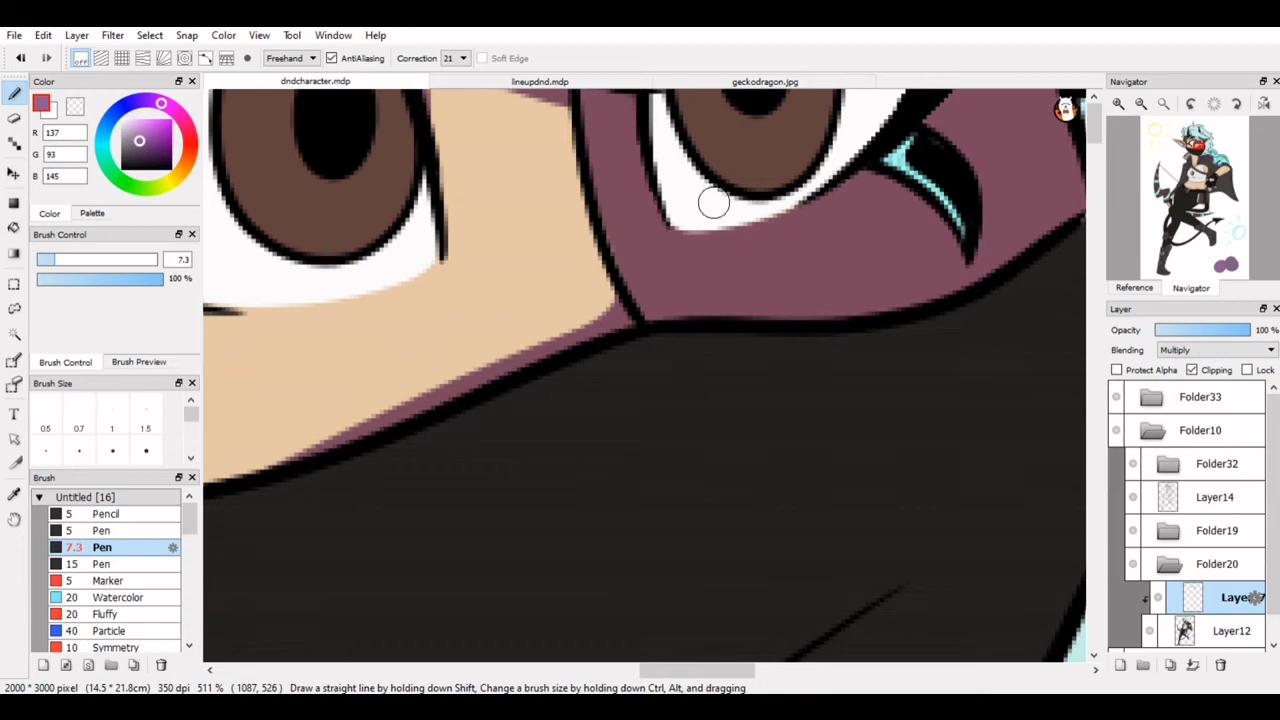 File Edit Layer Filter Select Snap Color View Tool Window Help
off Freehand AntiAliasing Correction 21 Soft Edge
Color
dndcharacter.mdp lineupdnd.mdp geckodragon.jpg
Navigator
R 137
G 93
B 145
Color Palette
Brush Control
7.3
100 %
Brush Control Brush Preview
Brush Size
0.5 0.7 1 1.5
Brush
Untitled [16]
5 Pencil
5 Pen
7.3 Pen
15 Pen
5 Marker
20 Watercolor
20 Fluffy
40 Particle
10 Symmetry
Reference Navigator
Layer
Opacity 100 %
Blending Multiply
Protect Alpha Clipping Lock
Folder33
Folder10
Folder32
Layer14
Folder19
Folder20
Layer12
2000 * 3000 pixel (14.5 * 21.8cm) 350 dpi 511 % ( 1087, 526 ) Draw a straight line by holding down Shift, Change a brush size by holding down Ctrl, Alt, and dragging